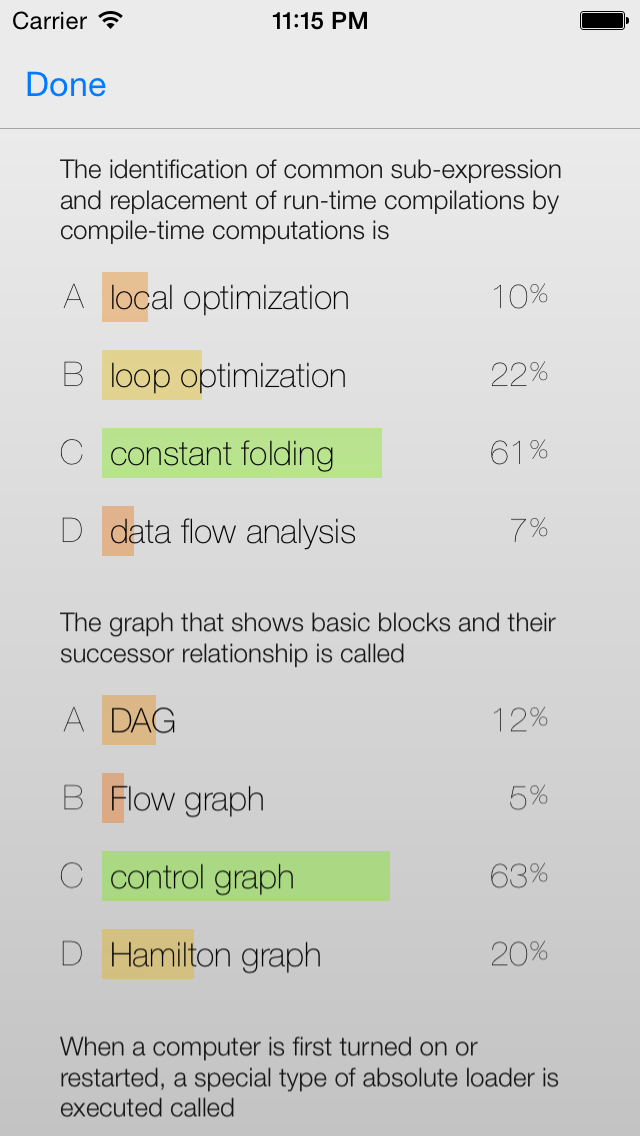 Carrier 11:15 PM
Done
The identification of common sub-expression
and replacement of run-time compilations by
compile-time computations is
A local optimization 10%
B loop optimization 22%
C constant folding 61%
D data flow analysis 7%
The graph that shows basic blocks and their
successor relationship is called
A DAG 12%
B Flow graph 5%
C control graph 63%
D Hamilton graph 20%
When a computer is first turned on or
restarted, a special type of absolute loader is
executed called